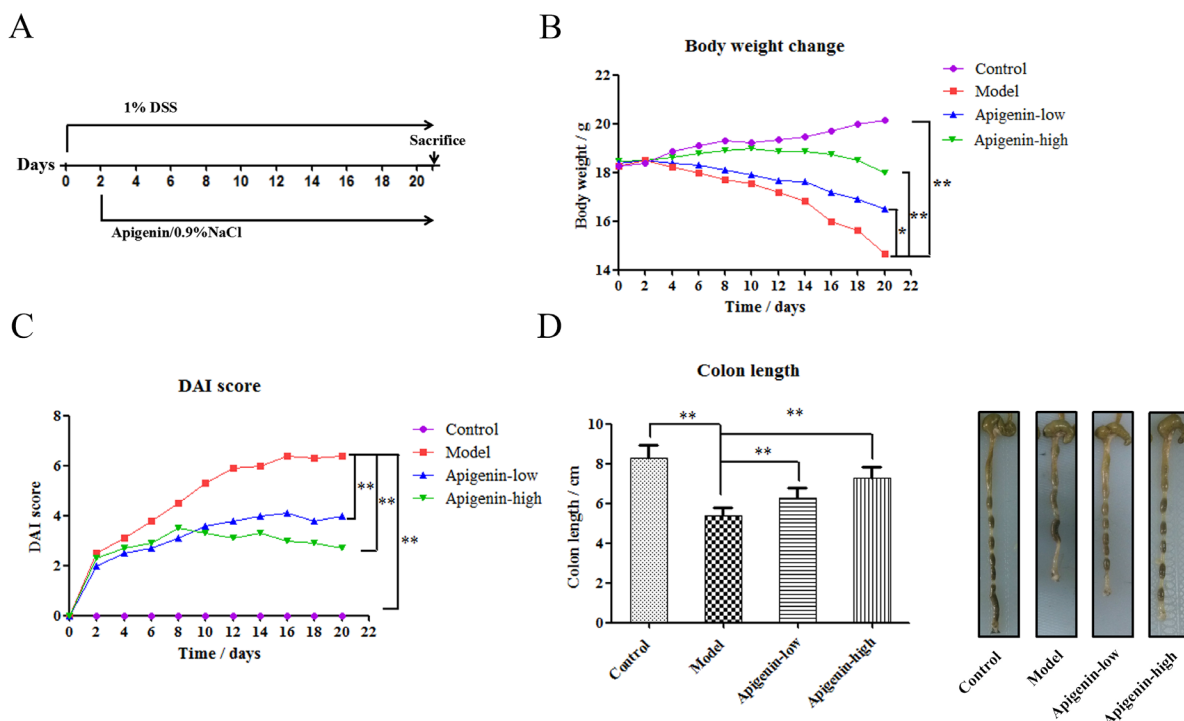 A
1% DSS
Sacrifice
Days
0 2 4 6 8 10 12 14 16 18 20
Apigenin/0.9%NaCl
B
Body weight change
Body weight / g
22
20
18
16
14
0 2 4 6 8 10 12 14 16 18 20 22
Time / days
Control
Model
Apigenin-low
Apigenin-high
*
**
**
C
DAI score
DAI score
8
6
4
2
0
0 2 4 6 8 10 12 14 16 18 20 22
Time / days
Control
Model
Apigenin-low
Apigenin-high
**
**
**
D
Colon length
Colon length / cm
10
8
6
4
2
0
**
**
**
Control
Model
Apigenin-low
Apigenin-high
Control
Model
Apigenin-low
Apigenin-high